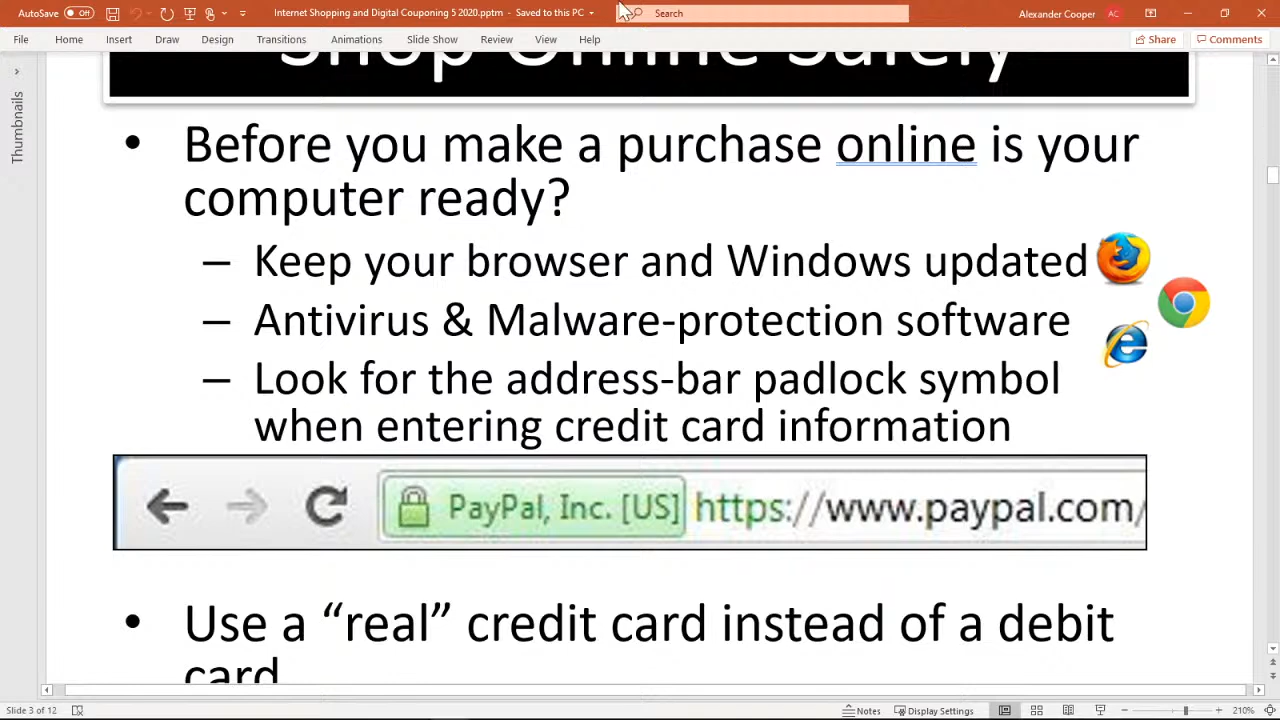 AutoSave Off Internet Shopping and Digital Couponing 5 2020.pptm - Saved to this PC Search Alexander Cooper AC
File Home Insert Draw Design Transitions Animations Slide Show Review View Help Share Comments
Thumbnails
Shop Online Safely
• Before you make a purchase online is your
computer ready?
– Keep your browser and Windows updated
– Antivirus & Malware-protection software
– Look for the address-bar padlock symbol
when entering credit card information
PayPal, Inc. [US] https://www.paypal.com/
• Use a “real” credit card instead of a debit
card
Slide 3 of 12 Notes Display Settings 210%